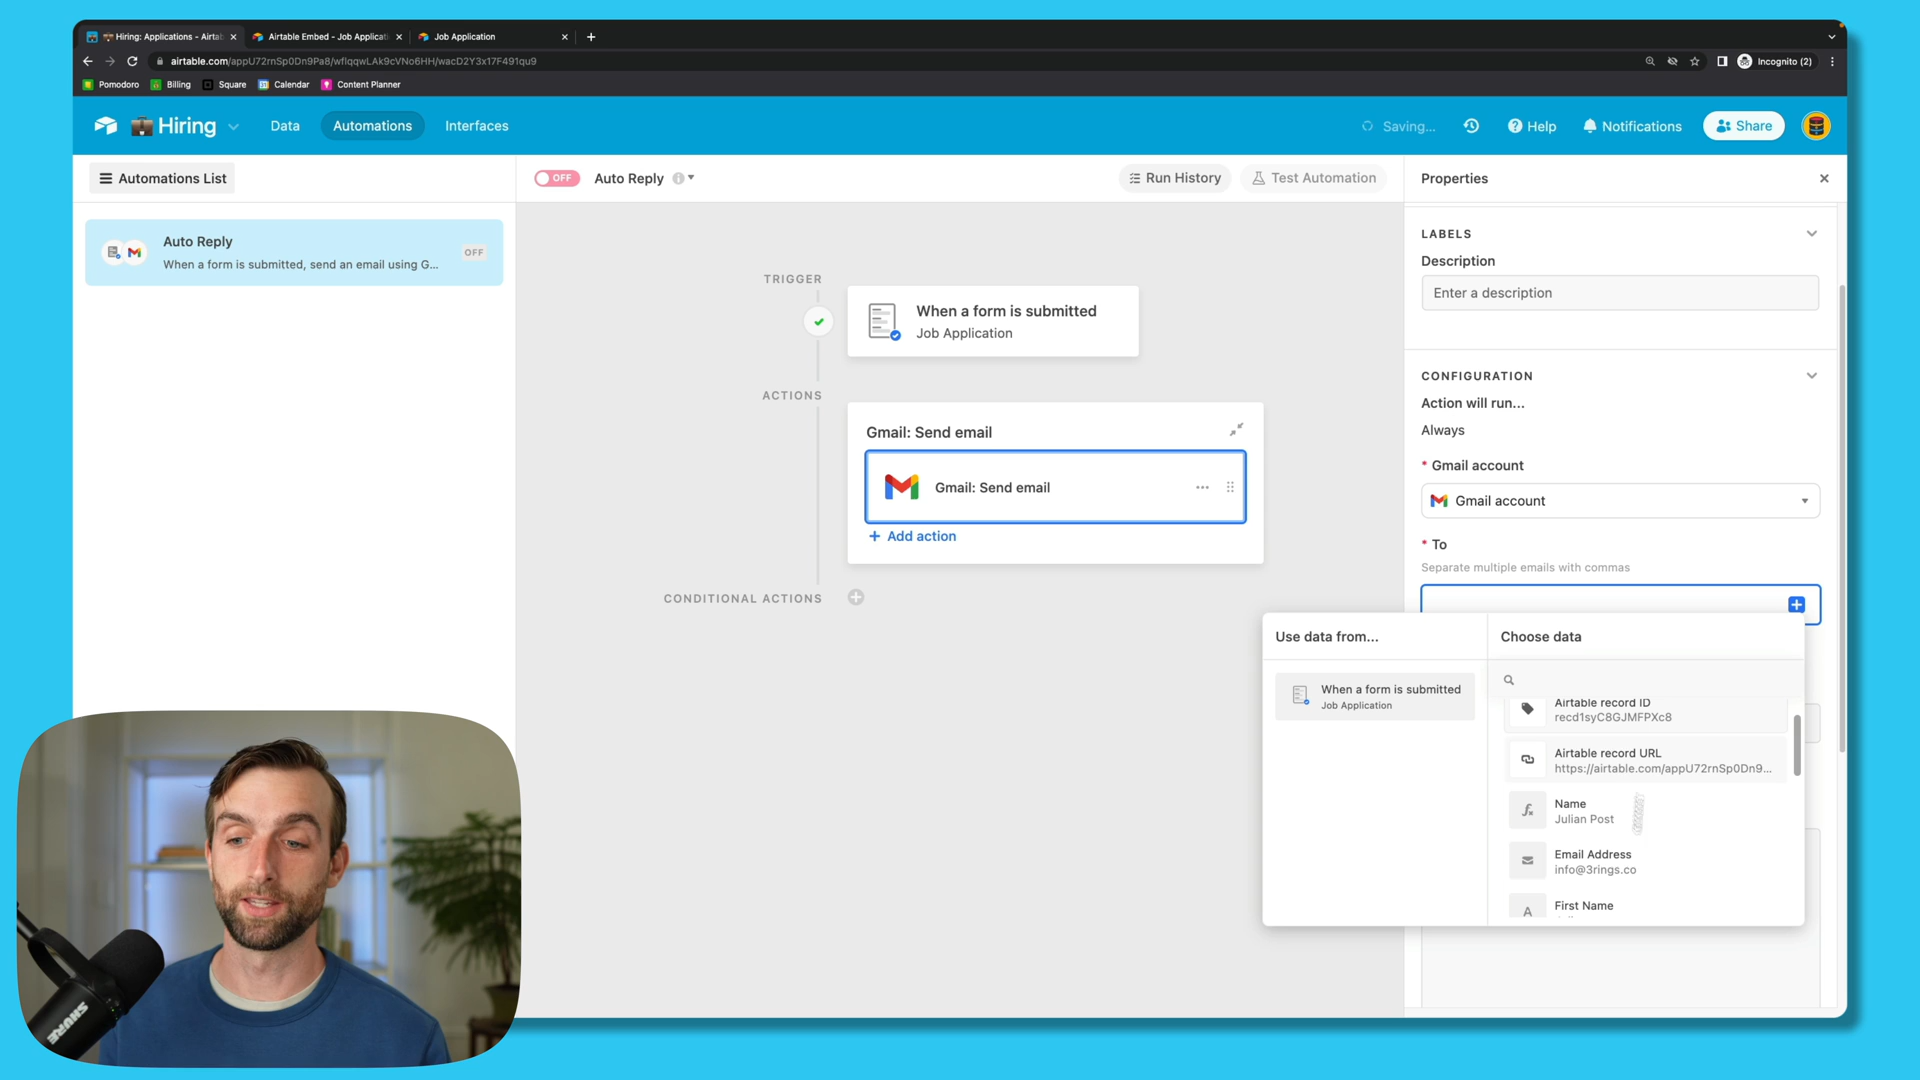 Hiring: Applications - Airtab
Airtable Embed - Job Applicati
Job Application
airtable.com/appU72rnSp0Dn9Pa8/wflqqwLAk9cVNo6HH/wacD2Y3x17F491qu9
Incognito (2)
Pomodoro
Billing
Square
Calendar
Content Planner
Hiring
Data
Automations
Interfaces
Saving...
Help
Notifications
Share
Automations List
OFF
Auto Reply
Run History
Test Automation
Properties
Auto Reply
When a form is submitted, send an email using G...
OFF
TRIGGER
When a form is submitted
Job Application
ACTIONS
Gmail: Send email
Gmail: Send email
Add action
CONDITIONAL ACTIONS
LABELS
Description
Enter a description
CONFIGURATION
Action will run...
Always
* Gmail account
Gmail account
* To
Separate multiple emails with commas
Use data from...
Choose data
When a form is submitted
Job Application
Airtable record ID
recd1syC8GJMFPXc8
Airtable record URL
https://airtable.com/appU72rnSp0Dn9...
Name
Julian Post
Email Address
info@3rings.co
First Name
SHURE